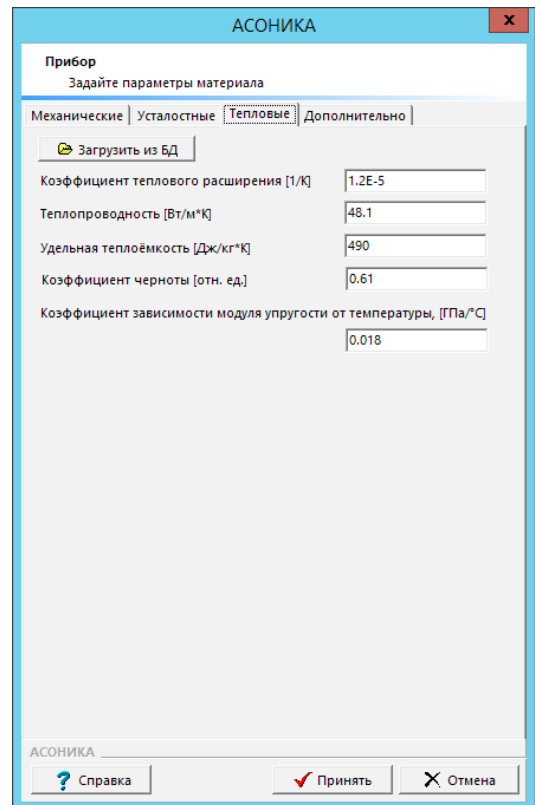 АСОНИКА
x
Прибор
Задайте параметры материала
Механические Усталостные Тепловые Дополнительно
Загрузить из БД
Коэффициент теплового расширения [1/К] 1.2E-5
Теплопроводность [Вт/м*К] 48.1
Удельная теплоёмкость [Дж/кг*К] 490
Коэффициент черноты [отн. ед.] 0.61
Коэффициент зависимости модуля упругости от температуры, [ГПа/°С]
0.018
АСОНИКА
? Справка Принять Отмена